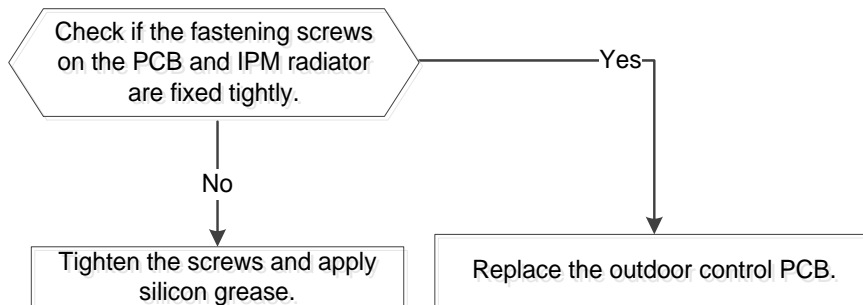 Check if the fastening screws
on the PCB and IPM radiator
are fixed tightly.
Yes
No
Tighten the screws and apply
silicon grease.
Replace the outdoor control PCB.